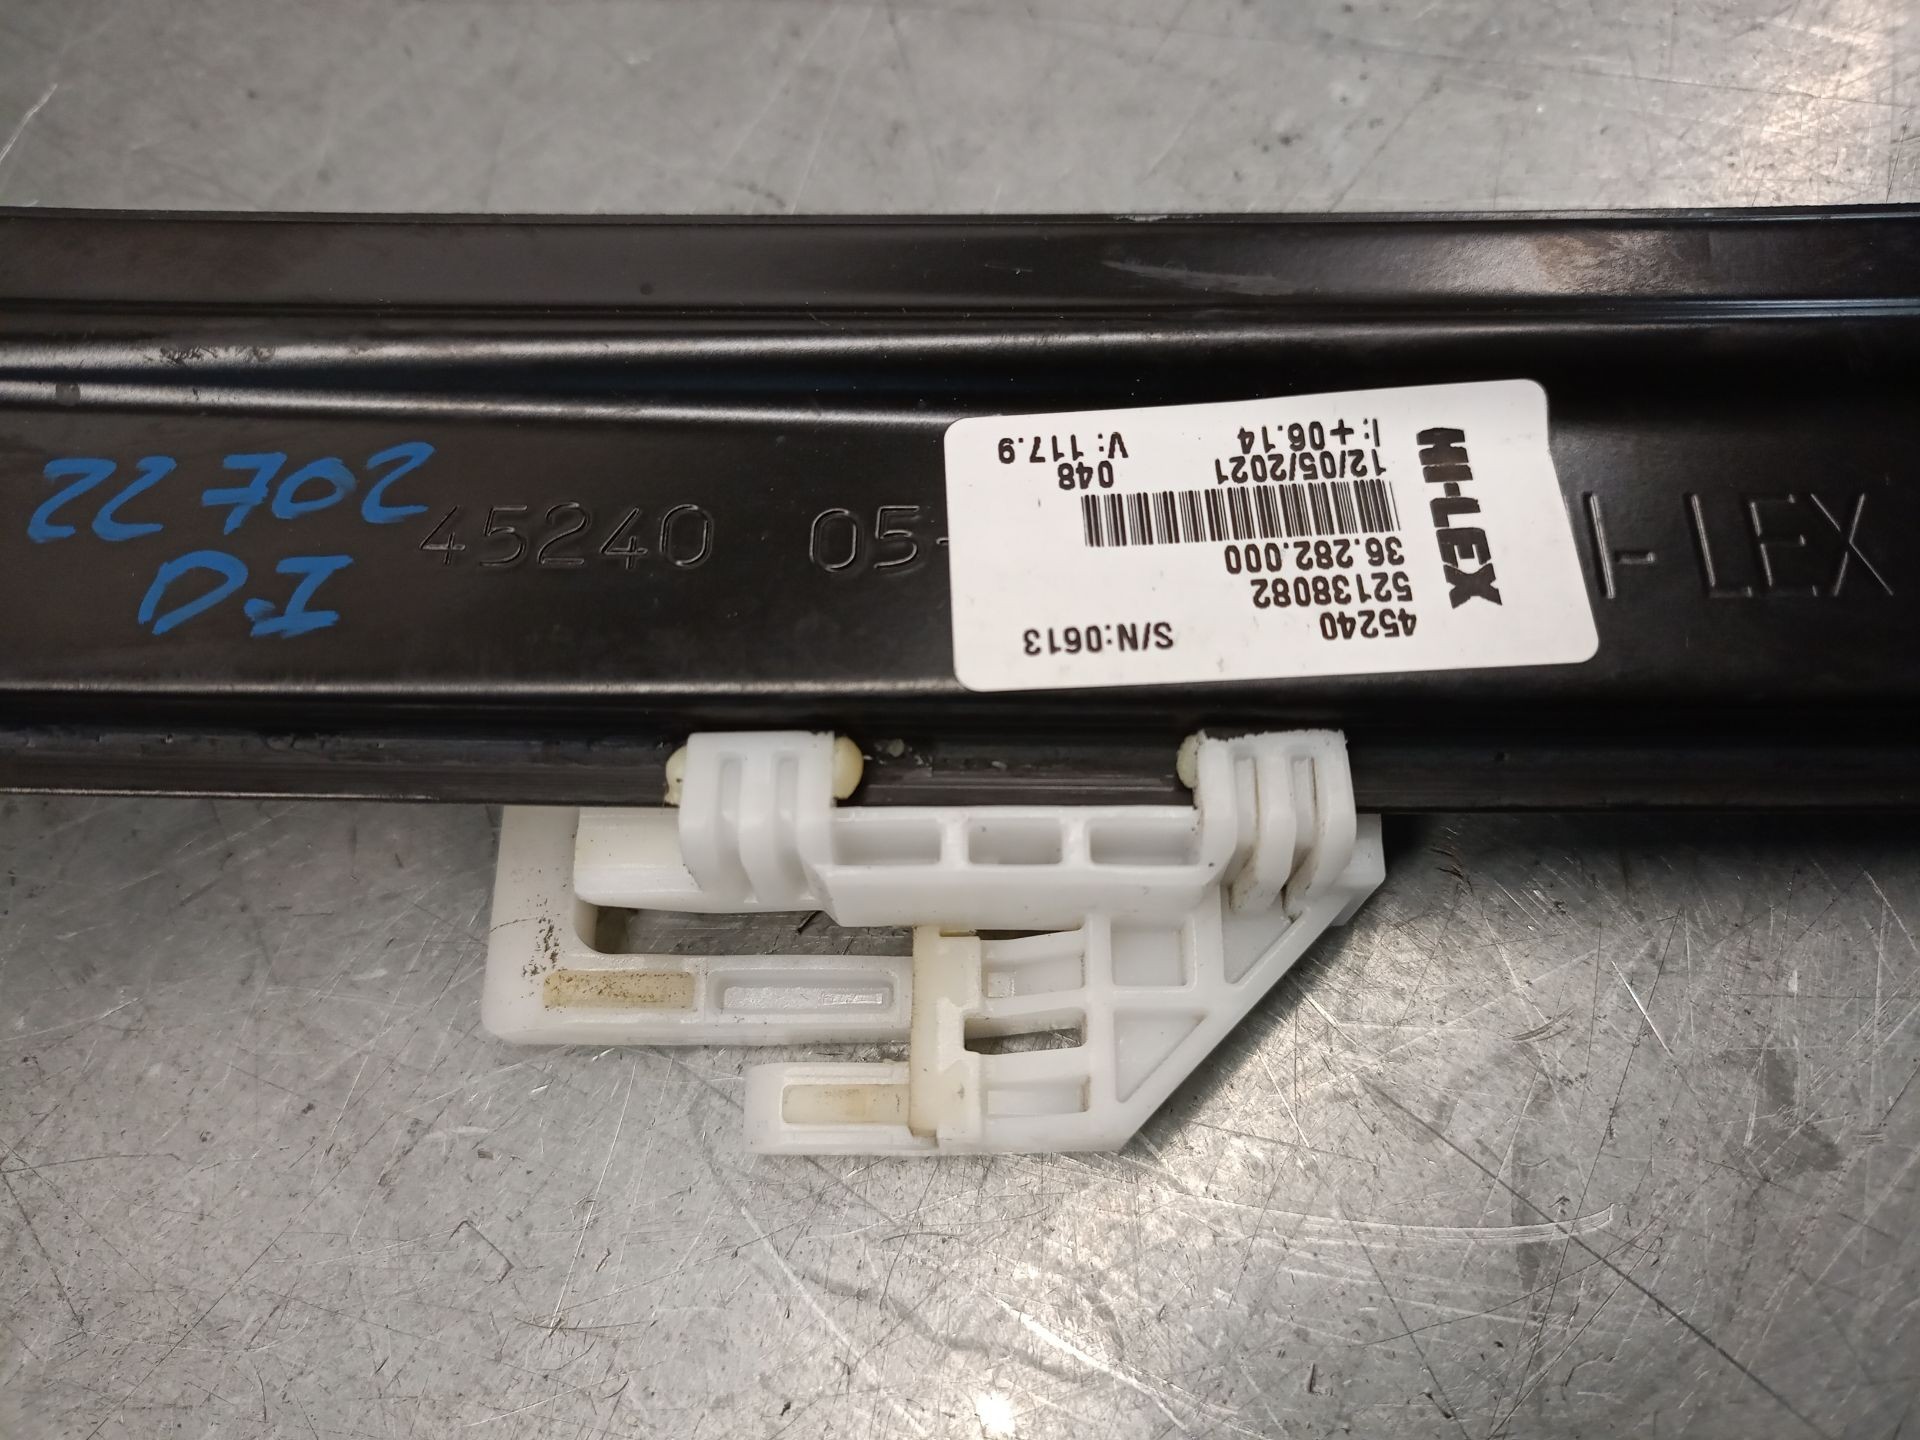 22702
ID
45240 05-
I-LEX
HI-LEX
45240
S/N:0613
52138082
36.282.000
12/05/2021
048
I:+06.14
V:117.9